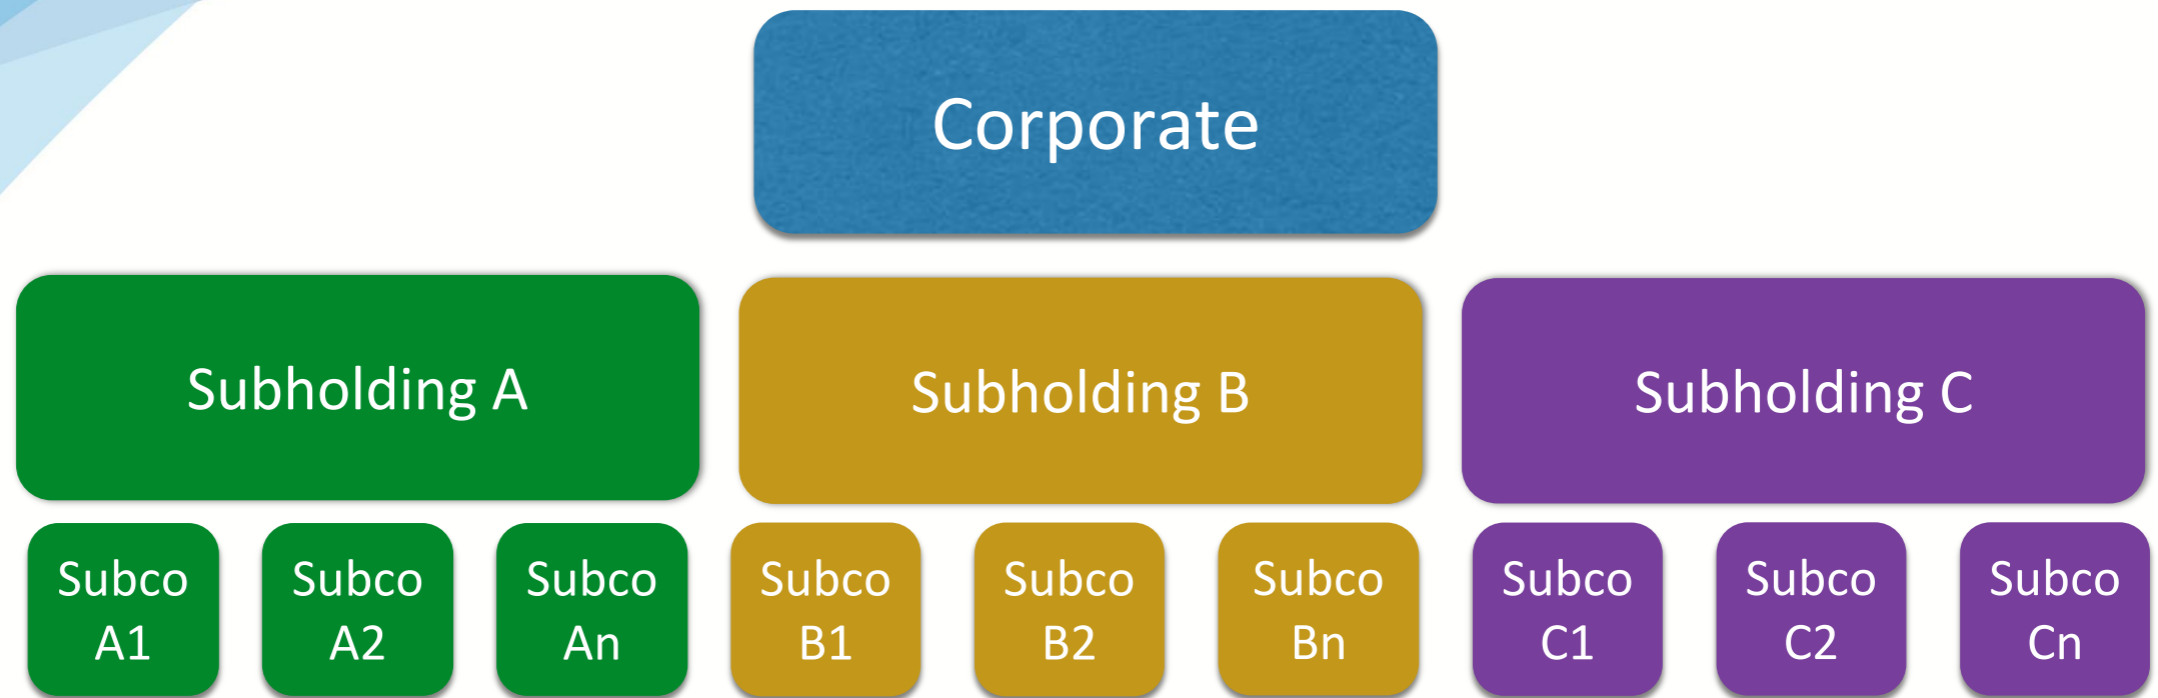 Corporate
Subholding A
Subholding B
Subholding C
Subco
A1
Subco
A2
Subco
An
Subco
B1
Subco
B2
Subco
Bn
Subco
C1
Subco
C2
Subco
Cn